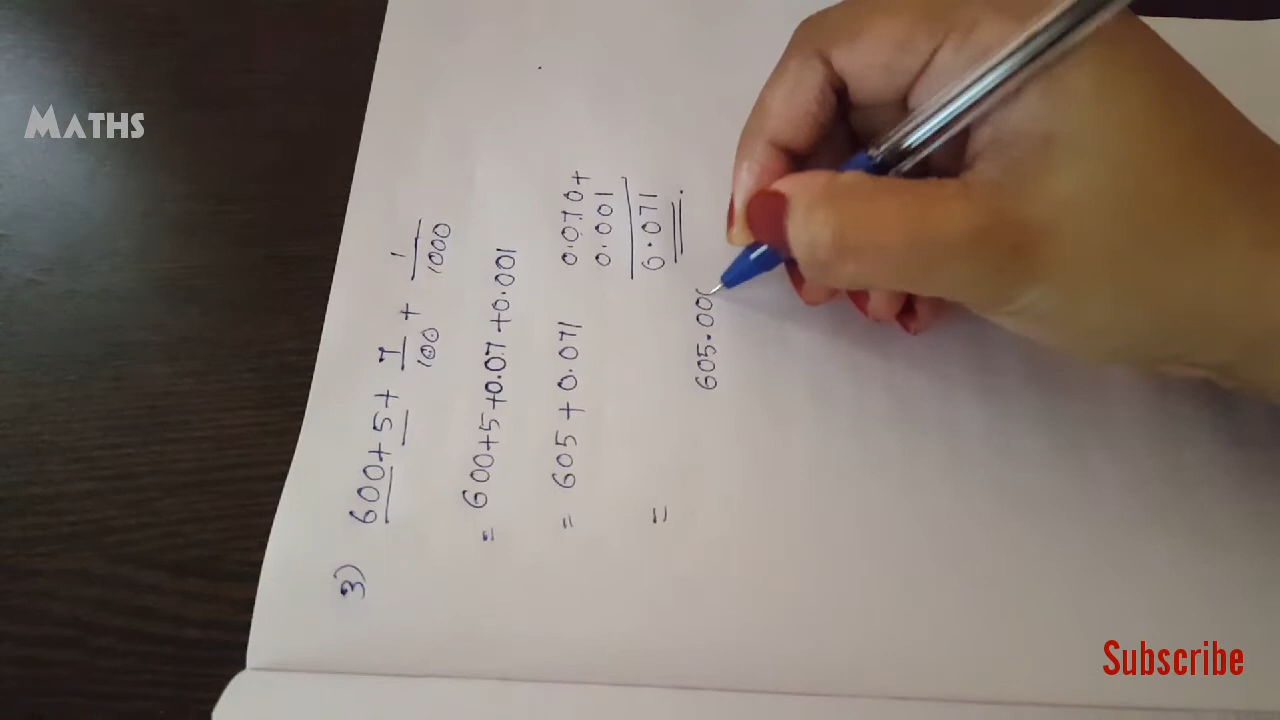 MATHS
3) 600+5+ 7/100 + 1/1000
= 600+5+0.07+0.001
= 605 + 0.071
0.070+
0.001
0.071
=
605.00
Subscribe